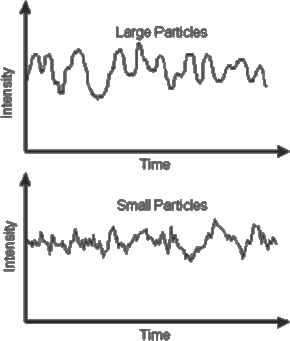 Large Particles
Intensity
Time
Small Particles
Intensity
Time